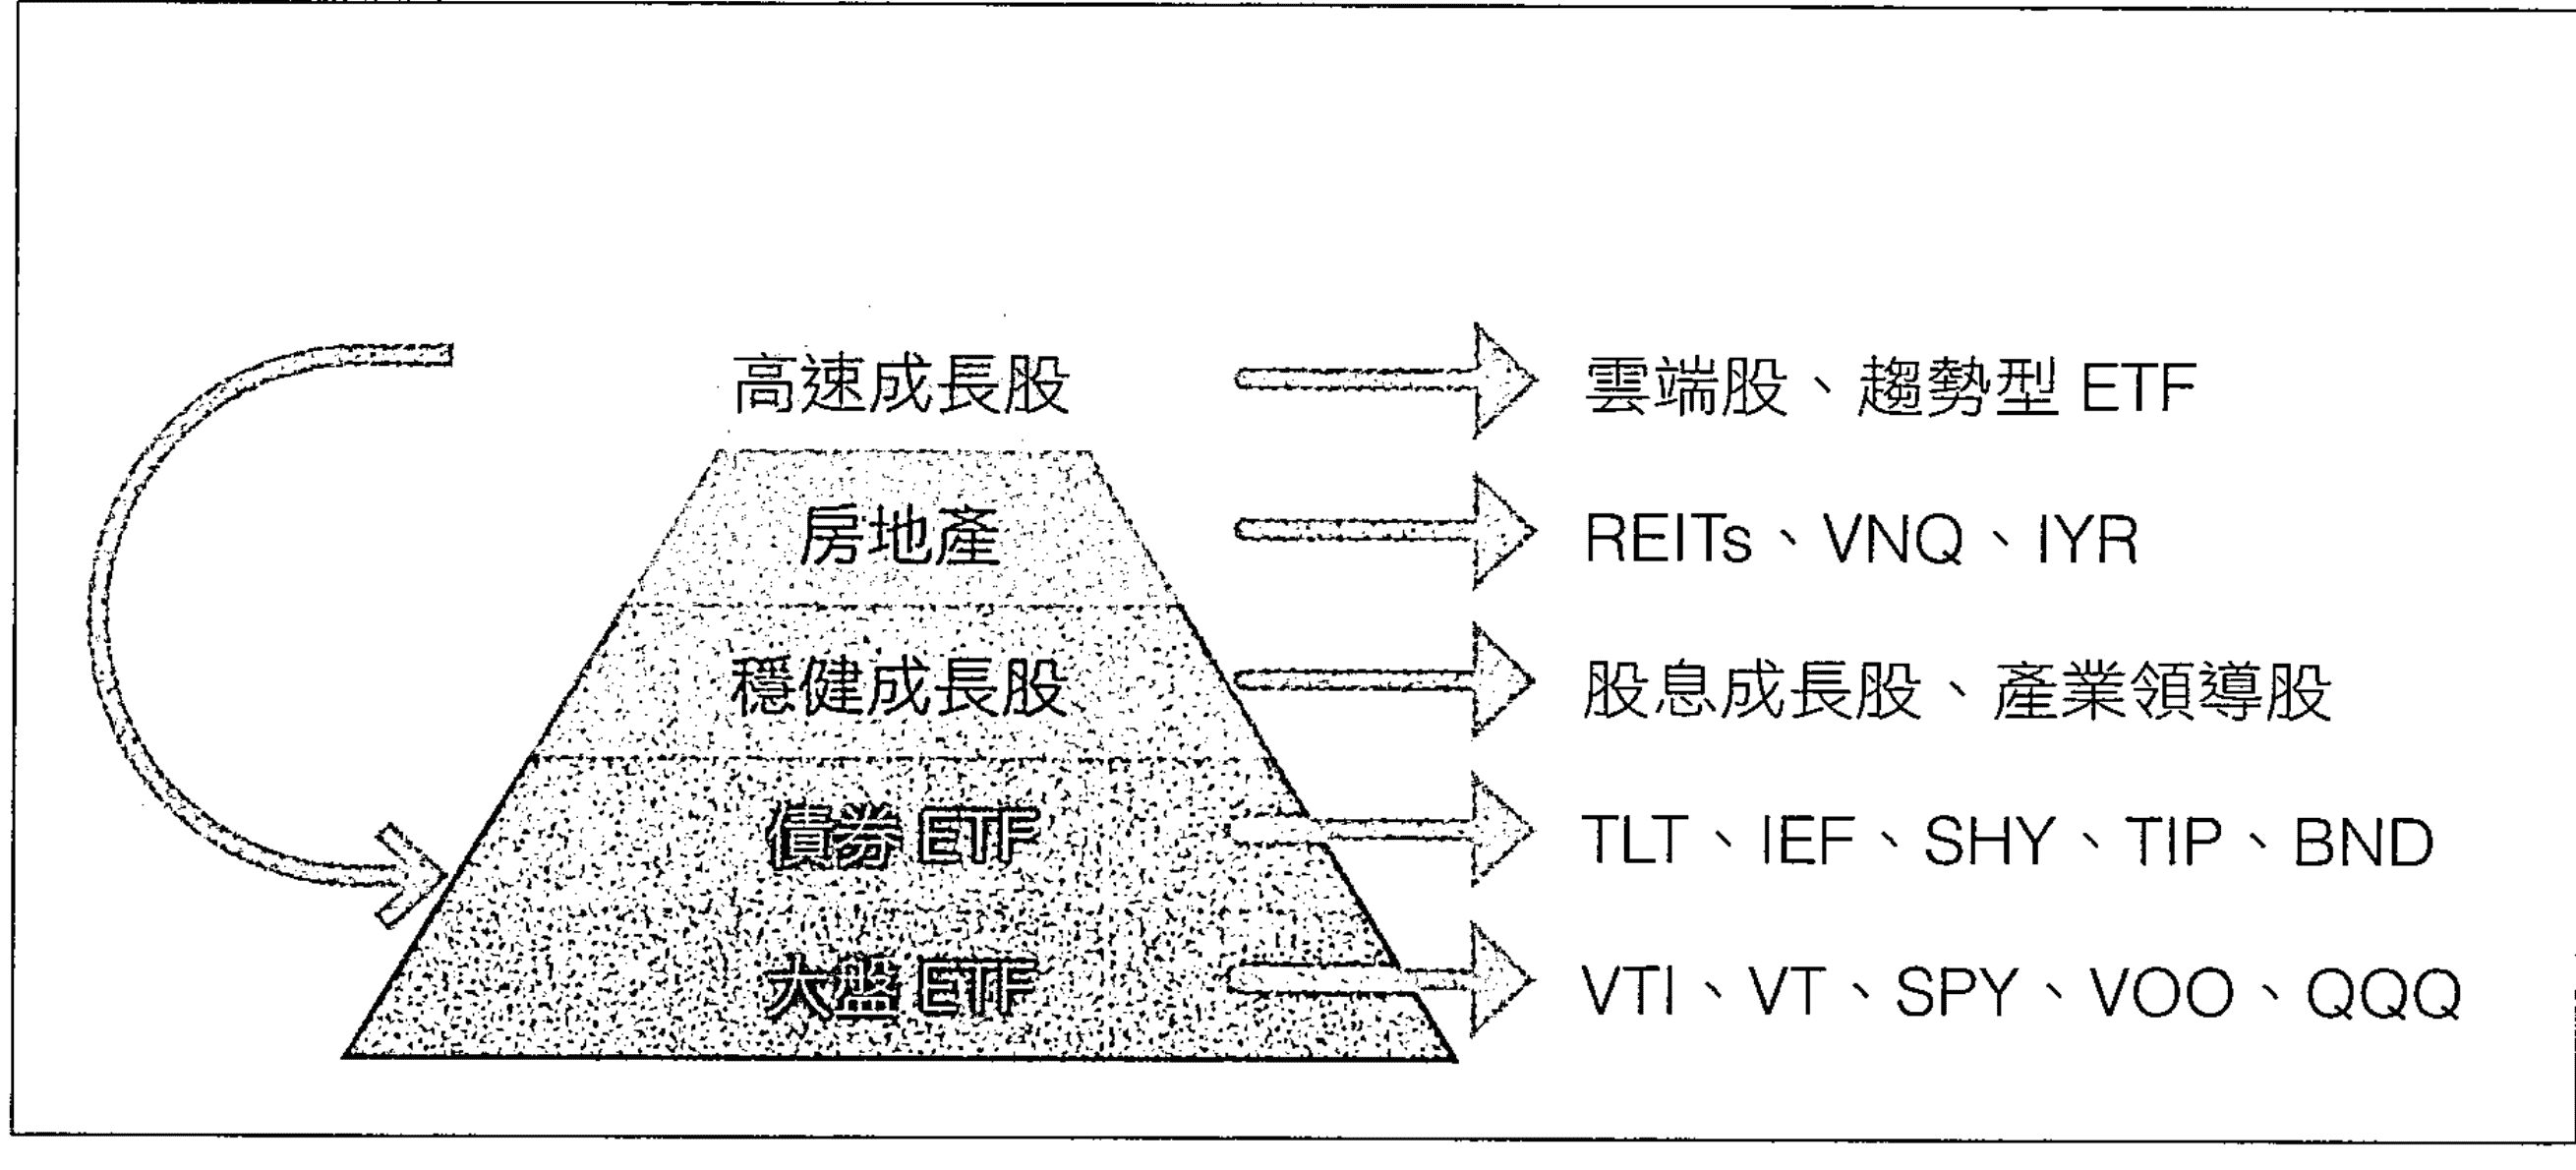 高速成長股 雲端股、趨勢型 ETF
房地產 REITs、VNQ、IYR
穩健成長股 股息成長股、產業領導股
債券 ETF TLT、IEF、SHY、TIP、BND
大盤 ETF VTI、VT、SPY、VOO、QQQ